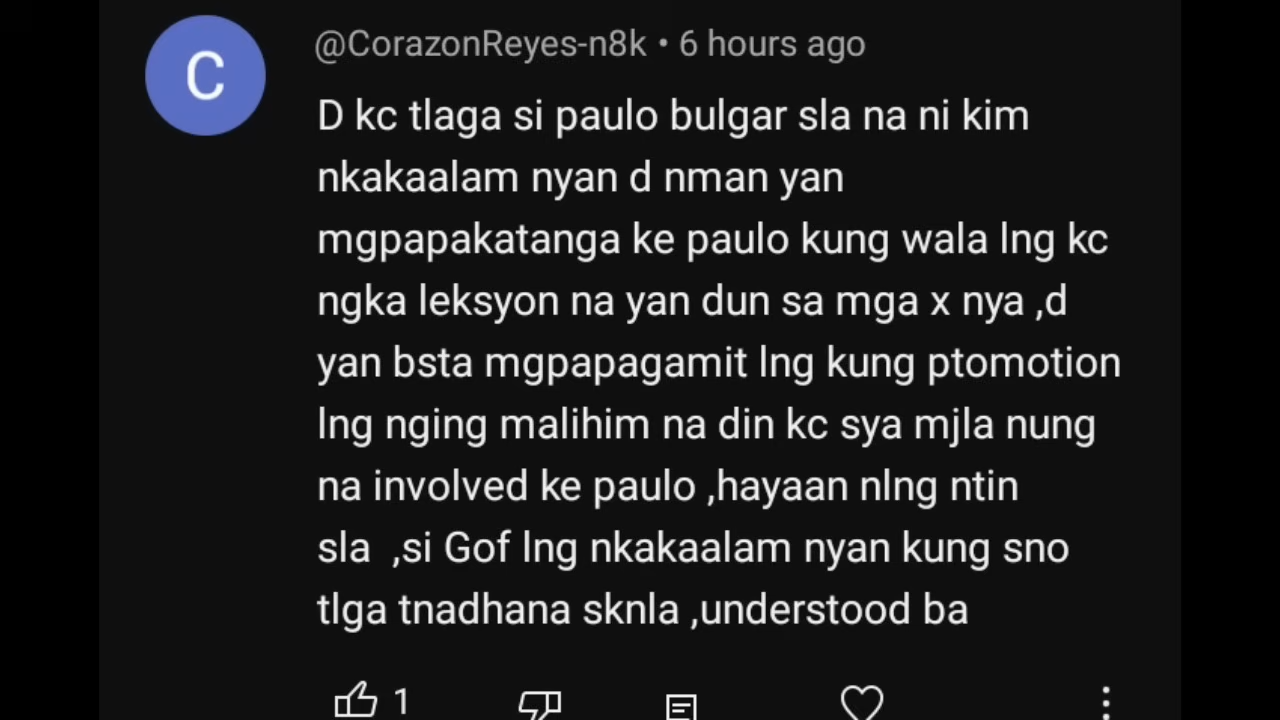 C
@CorazonReyes-n8k • 6 hours ago
D kc tlaga si paulo bulgar sla na ni kim
nkakaalam nyan d nman yan
mgpapakatanga ke paulo kung wala lng kc
ngka leksyon na yan dun sa mga x nya ,d
yan bsta mgpapagamit lng kung ptomotion
lng nging malihim na din kc sya mjla nung
na involved ke paulo ,hayaan nlng ntin
sla  ,si Gof lng nkakaalam nyan kung sno
tlga tnadhana sknla ,understood ba
1